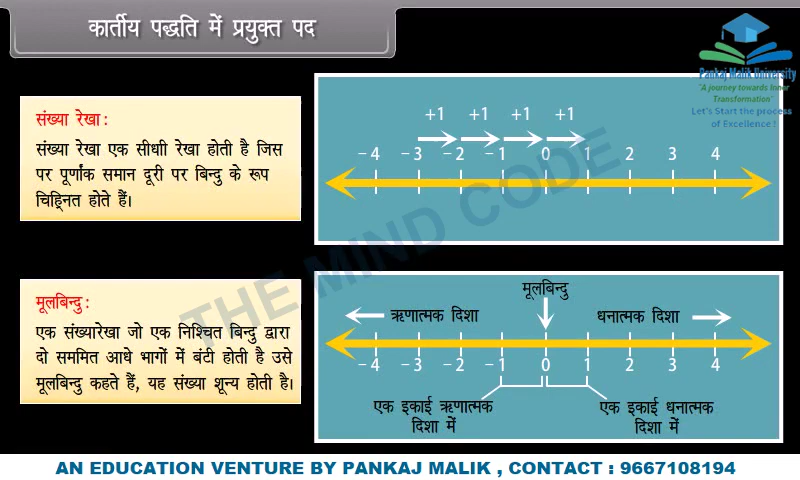 कार्तीय पद्धति में प्रयुक्त पद
Pankaj Malik University
"A journey towards Inner
Transformation"
Let's Start the process
of Excellence !
संख्या रेखा :
संख्या रेखा एक सीधाी रेखा होती है जिस
पर पूर्णांक समान दूरी पर बिन्दु के रूप
चिह्नित होते हैं।
+1 +1 +1 +1
-4 -3 -2 -1 0 1 2 3 4
मूलबिन्दु :
एक संख्यारेखा जो एक निश्चित बिन्दु द्वारा
दो सममित आधे भागों में बंटी होती है उसे
मूलबिन्दु कहते हैं, यह संख्या शून्य होती है।
मूलबिन्दु
ऋणात्मक दिशा धनात्मक दिशा
-4 -3 -2 -1 0 1 2 3 4
एक इकाई ऋणात्मक
दिशा में
एक इकाई धनात्मक
दिशा में
THE MIND CODE
AN EDUCATION VENTURE BY PANKAJ MALIK , CONTACT : 9667108194